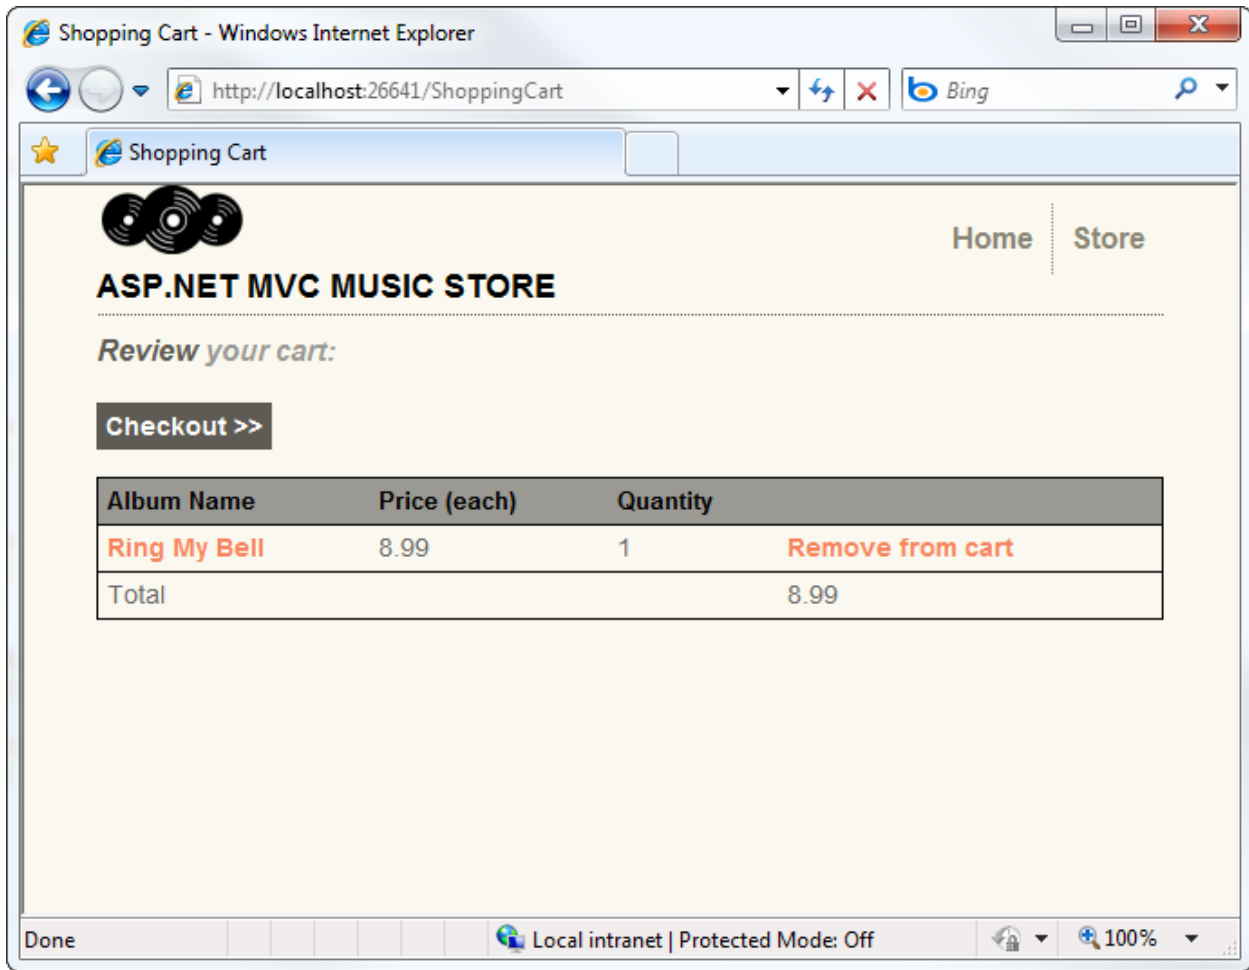 Shopping Cart - Windows Internet Explorer
http://localhost:26641/ShoppingCart Bing
Shopping Cart
Home Store
ASP.NET MVC MUSIC STORE
Review your cart:
Checkout >>
Album Name Price (each) Quantity
Ring My Bell 8.99 1 Remove from cart
Total 8.99
Done Local intranet | Protected Mode: Off 100%